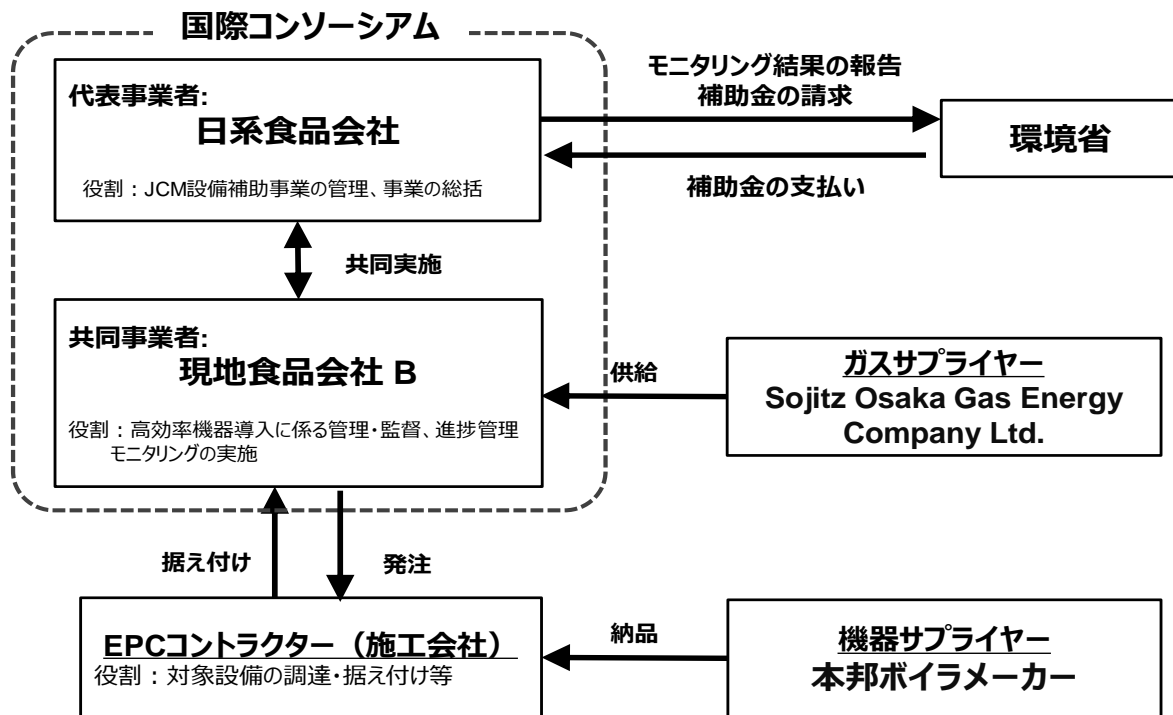 国際コンソーシアム
代表事業者:
日系食品会社
役割：JCM設備補助事業の管理、事業の総括
モニタリング結果の報告
補助金の請求
環境省
補助金の支払い
共同実施
共同事業者:
現地食品会社 B
役割：高効率機器導入に係る管理・監督、進捗管理
モニタリングの実施
供給
ガスサプライヤー
Sojitz Osaka Gas Energy
Company Ltd.
据え付け
発注
EPCコントラクター（施工会社）
役割：対象設備の調達・据え付け等
納品
機器サプライヤー
本邦ボイラメーカー